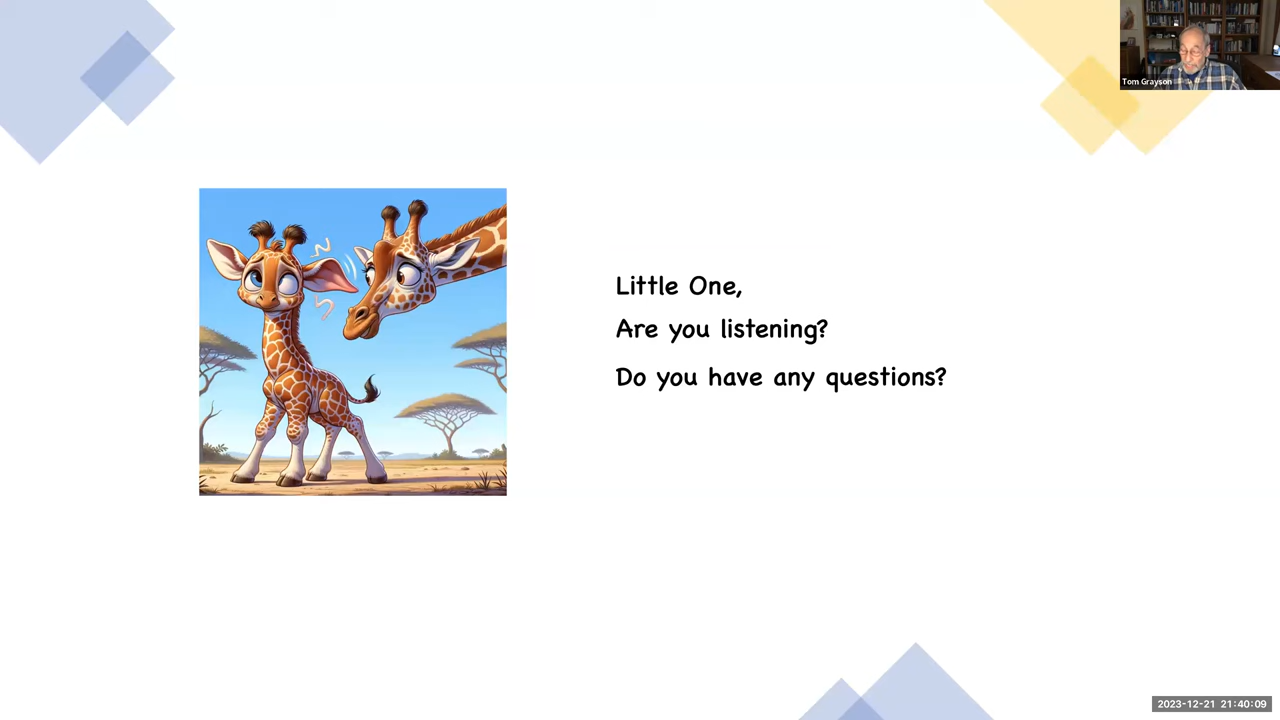 Tom Grayson
Little One,
Are you listening?
Do you have any questions?
2023-12-21 21:40:09